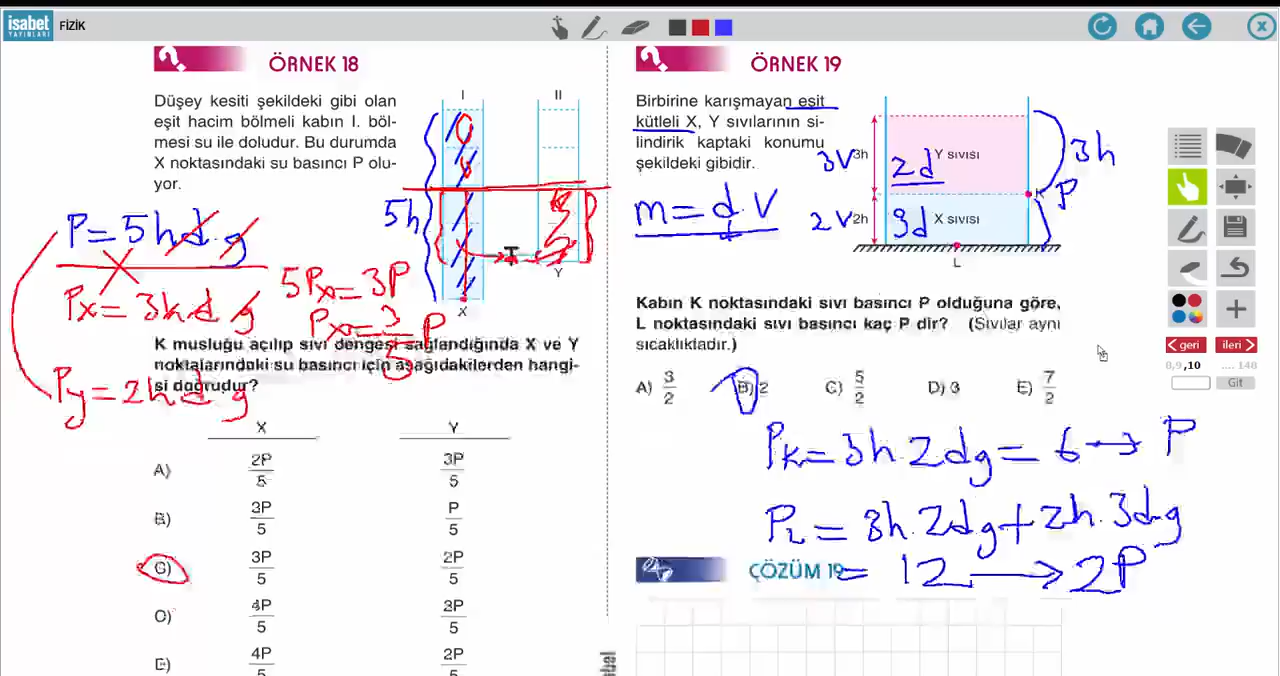 isabet
YAYINLARI
FİZİK
ÖRNEK 18
Düşey kesiti şekildeki gibi olan
eşit hacim bölmeli kabın I. böl-
mesi su ile doludur. Bu durumda
X noktasındaki su basıncı P olu-
yor.
I
II
5h
X
Y
P = 5h d g
Px = 3h d g
Py = 2h d g
5Px = 3P
Px = 3/5 P
K musluğu açılıp sıvı dengesi sağlandığında X ve Y
noktalarındaki su basıncı için aşağıdakilerden hangi-
si doğrudur?
X Y
A) 2P/5 3P/5
B) 3P/5 P/5
C) 3P/5 2P/5
D) 4P/5 3P/5
E) 4P/5 2P/5
ÖRNEK 19
Birbirine karışmayan eşit
kütleli X, Y sıvılarının si-
lindirik kaptaki konumu
şekildeki gibidir.
m = d.V
3V 3h 2d Y sıvısı 3h
K P
2V 2h 3d X sıvısı
L
Kabın K noktasındaki sıvı basıncı P olduğuna göre,
L noktasındaki sıvı basıncı kaç P dir? (Sıvılar aynı
sıcaklıktadır.)
A) 3/2 B) 2 C) 5/2 D) 3 E) 7/2
PK = 3h.2dg = 6 → P
PL = 3h.2dg + 2h.3dg
= 12 → 2P
ÇÖZÜM 19
geri
ileri
8,9,10
.... 148
Git